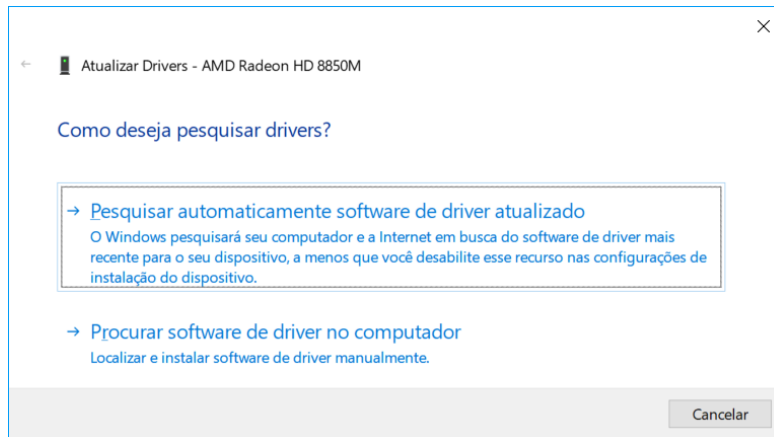 Atualizar Drivers - AMD Radeon HD 8850M
Como deseja pesquisar drivers?
Pesquisar automaticamente software de driver atualizado
O Windows pesquisará seu computador e a Internet em busca do software de driver mais
recente para o seu dispositivo, a menos que você desabilite esse recurso nas configurações de
instalação do dispositivo.
Procurar software de driver no computador
Localizar e instalar software de driver manualmente.
Cancelar